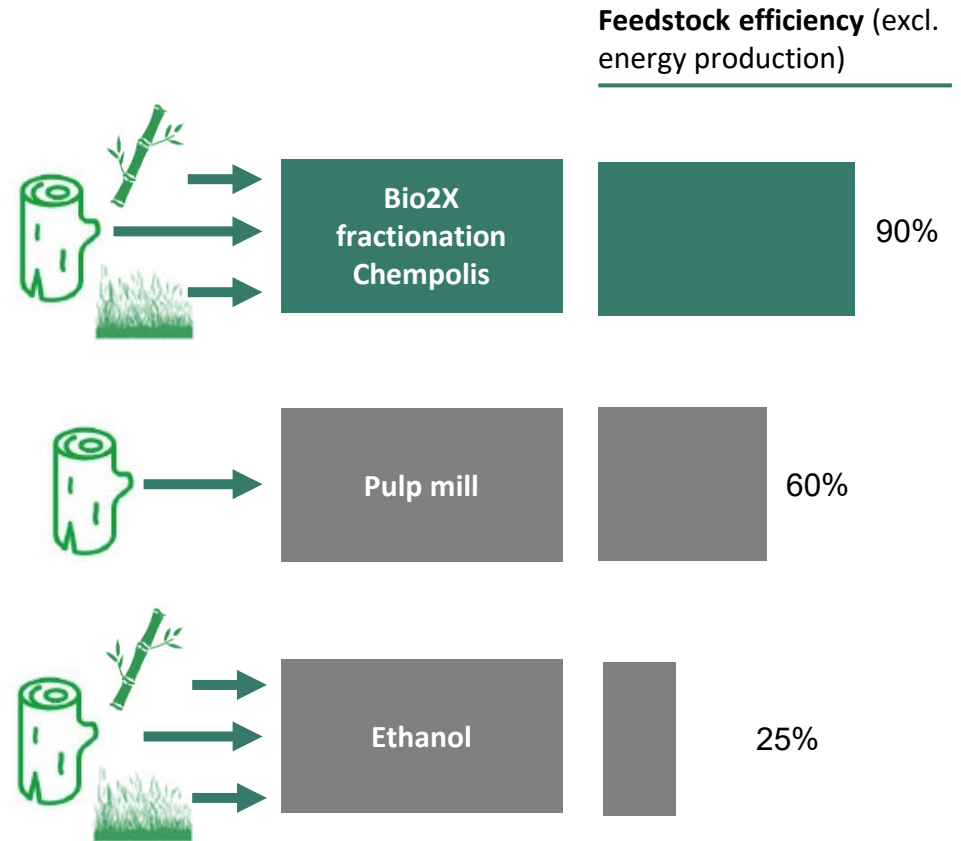 Feedstock efficiency (excl.
energy production)
Bio2X
fractionation
Chempolis
90%
Pulp mill
60%
Ethanol
25%